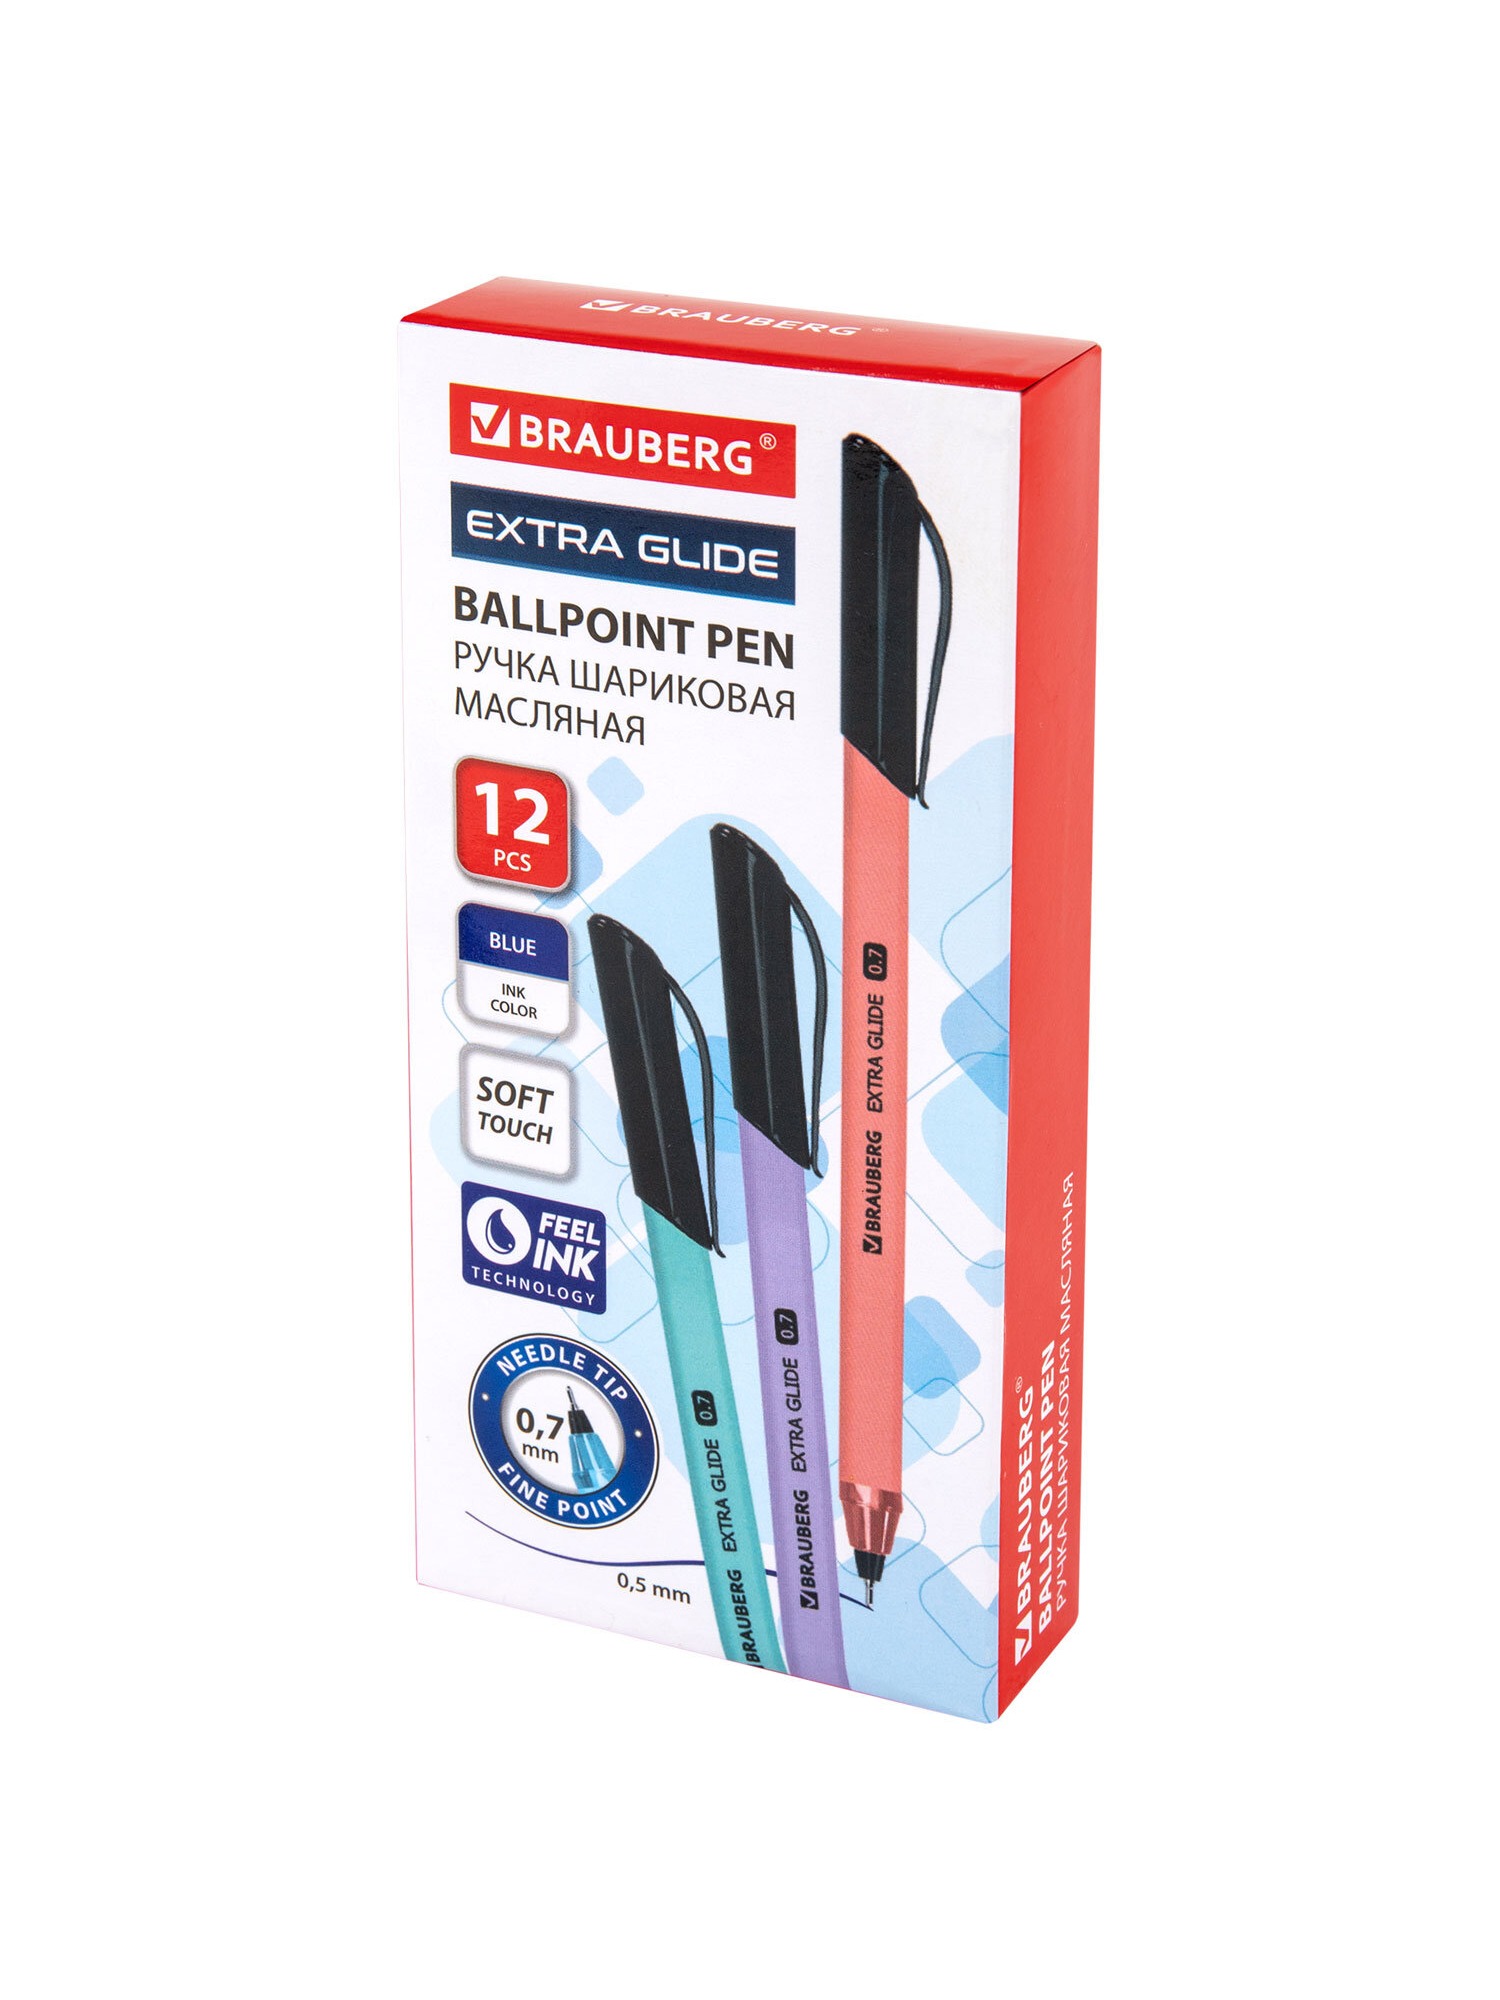 BRAUBERG®
BRAUBERG®
EXTRA GLIDE
BALLPOINT PEN
РУЧКА ШАРИКОВАЯ
МАСЛЯНАЯ
12
PCS
BLUE
INK
COLOR
SOFT
TOUCH
FEEL
INK
TECHNOLOGY
NEEDLE TIP
0,7
mm
FINE POINT
0,5 mm
BRAUBERG EXTRA GLIDE 0.7
BRAUBERG EXTRA GLIDE 0.7
BRAUBERG EXTRA GLIDE 0.7
BRAUBERG®
BALLPOINT PEN
РУЧКА ШАРИКОВАЯ МАСЛЯНАЯ